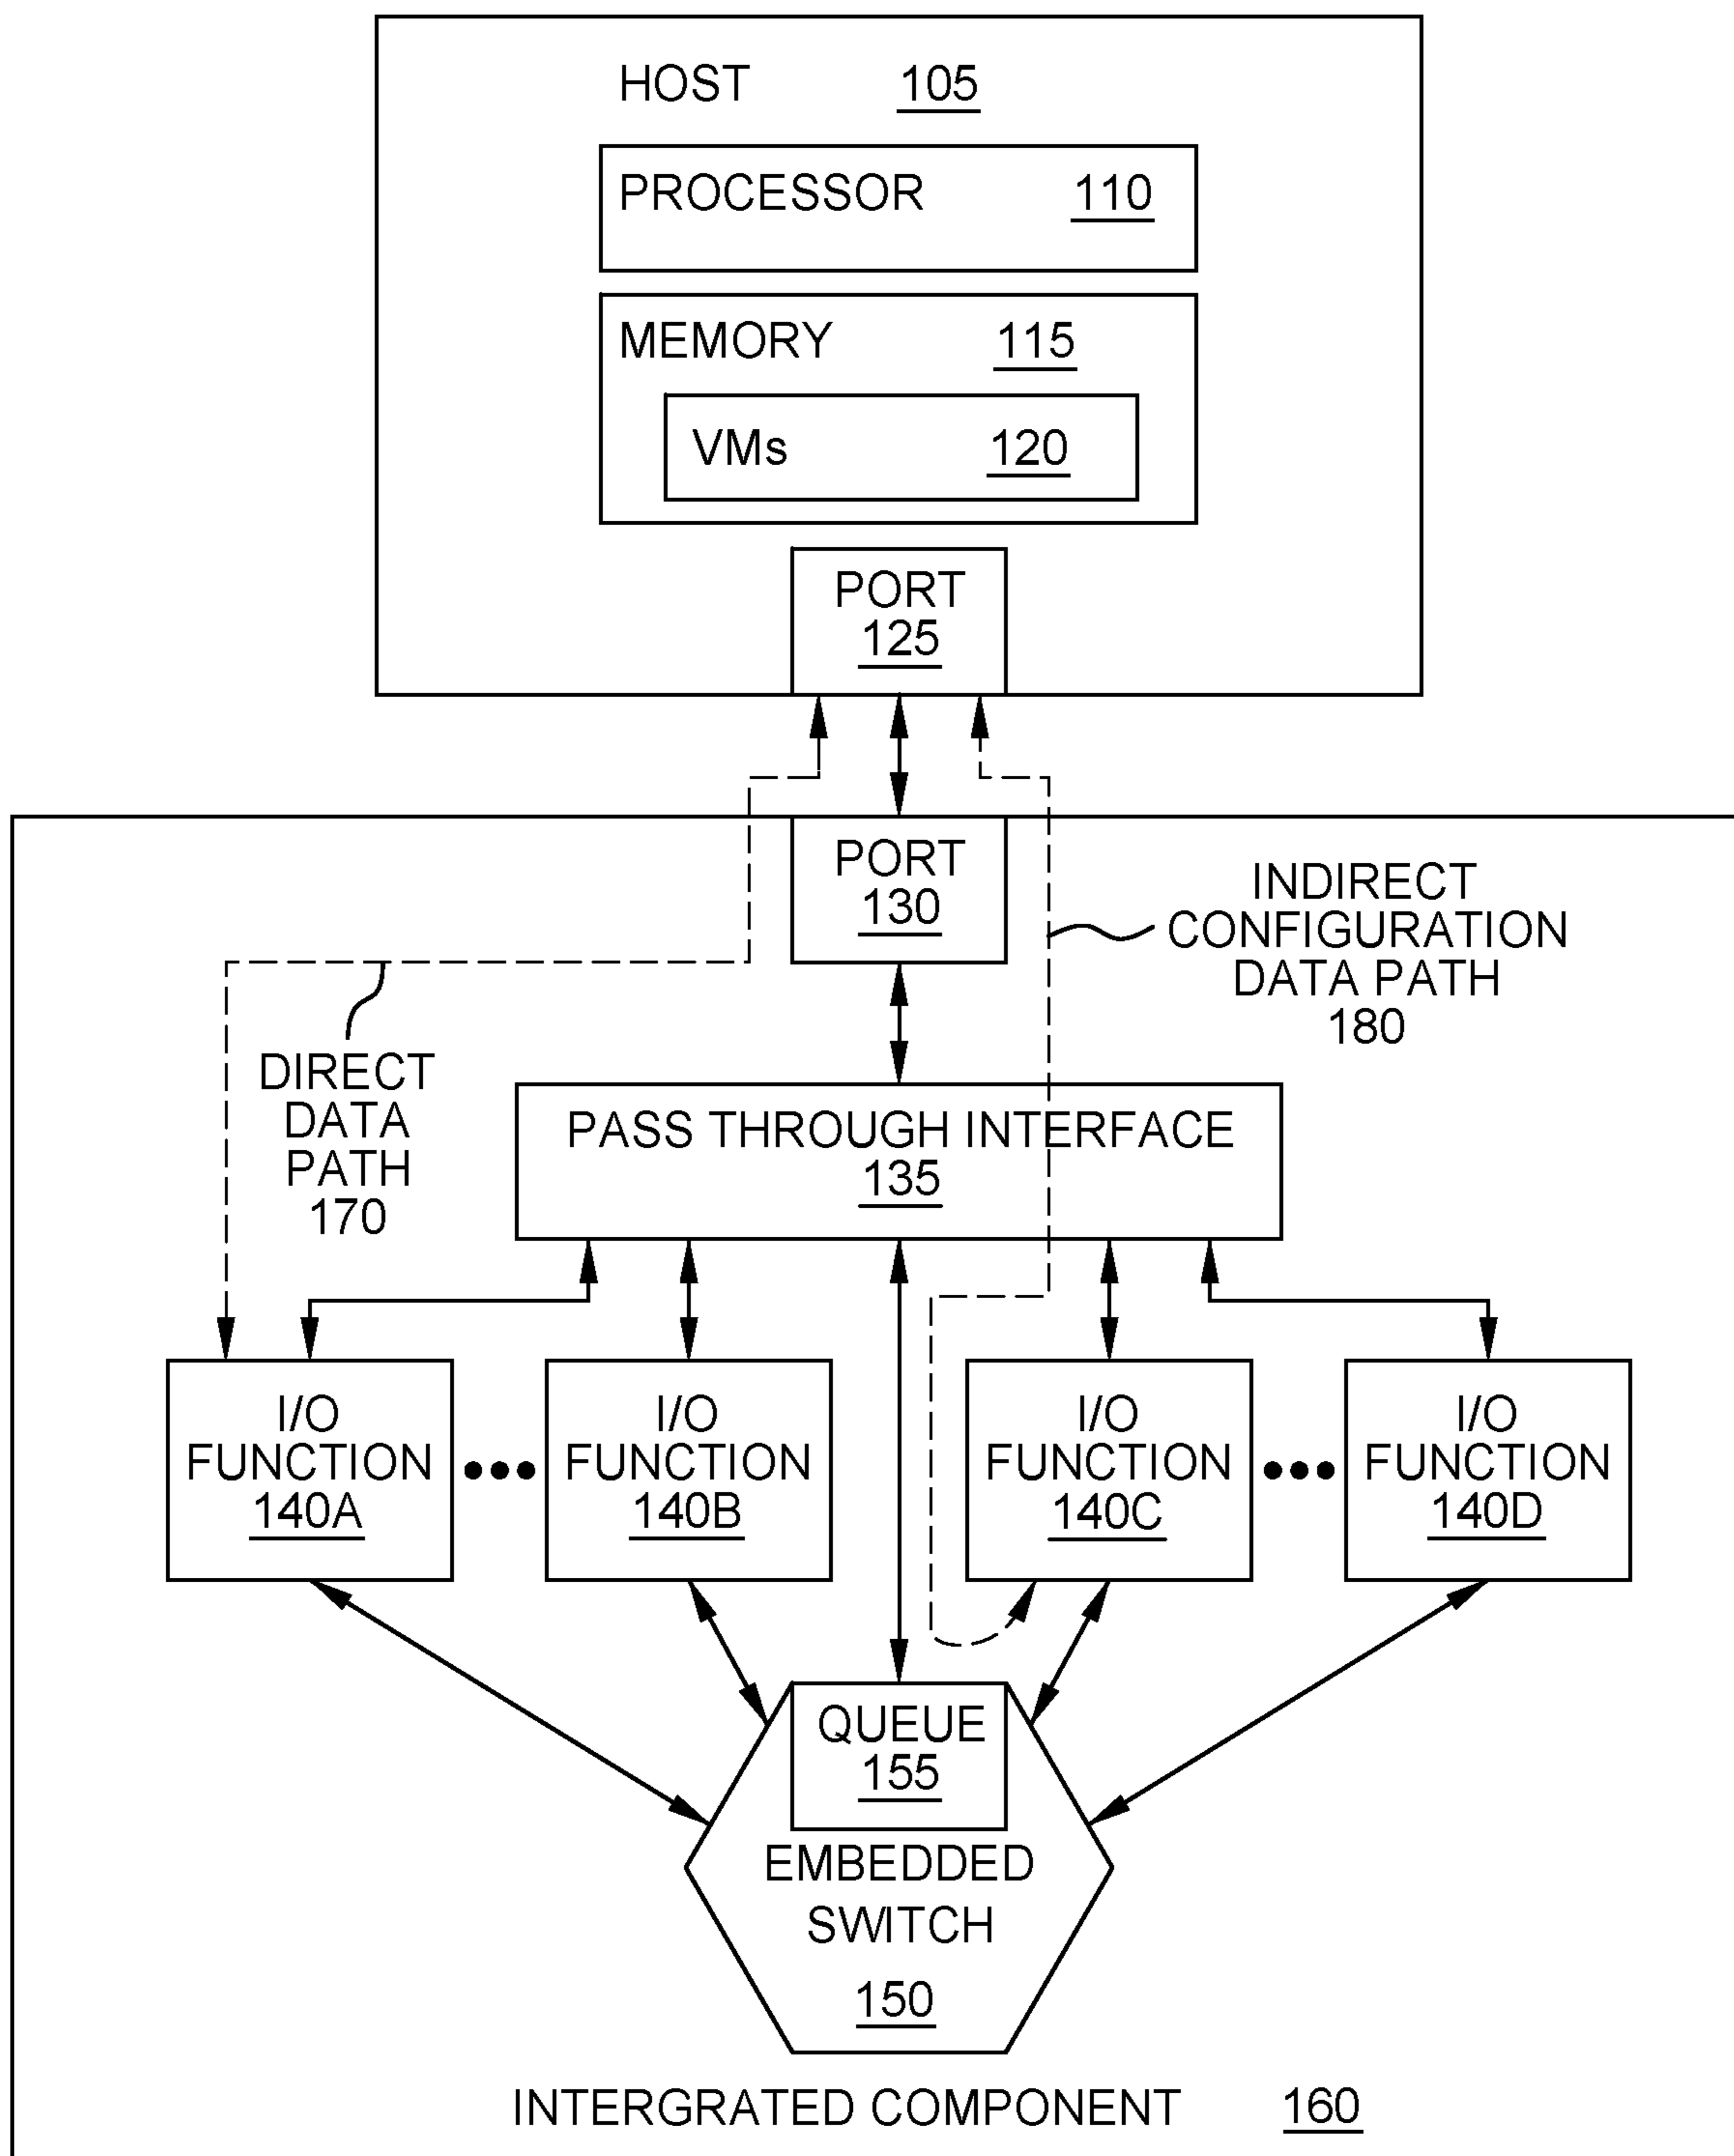 HOST 105
PROCESSOR 110
MEMORY 115
VMs 120
PORT
125
PORT
130
INDIRECT
CONFIGURATION
DATA PATH
180
DIRECT
DATA
PATH
170
PASS THROUGH INTERFACE
135
I/O
FUNCTION
140A
I/O
FUNCTION
140B
I/O
FUNCTION
140C
I/O
FUNCTION
140D
QUEUE
155
EMBEDDED
SWITCH
150
INTERGRATED COMPONENT 160